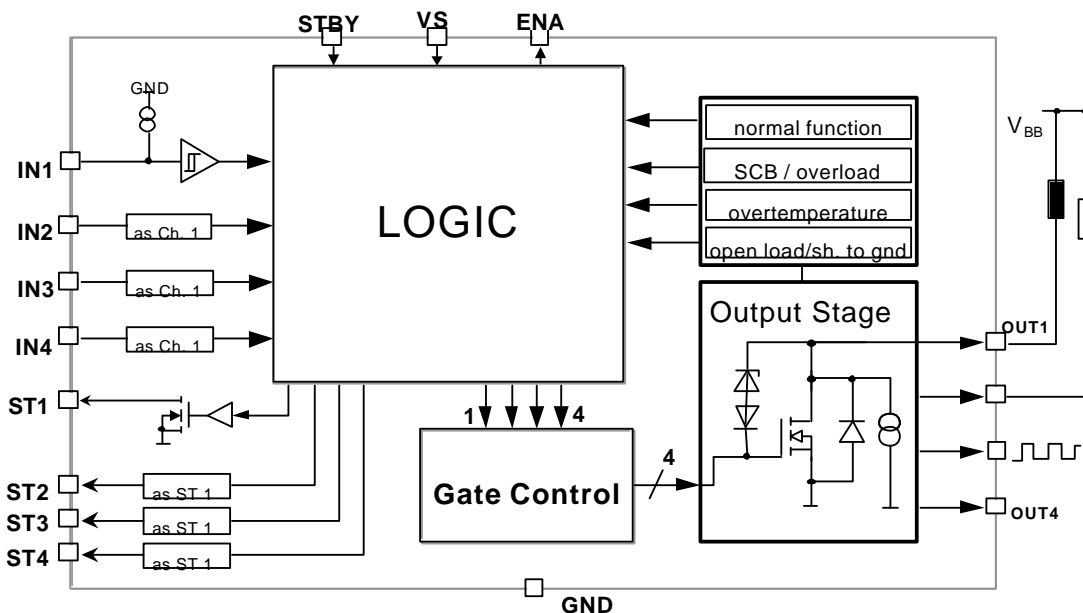 STBY VS ENA
GND
IN1
IN2 as Ch. 1
IN3 as Ch. 1
IN4 as Ch. 1
LOGIC
normal function
SCB / overload
overtemperature
open load/sh. to gnd
VBB
Output Stage
OUT1
OUT4
ST1
ST2 as ST 1
ST3 as ST 1
ST4 as ST 1
1 4
Gate Control
4
GND